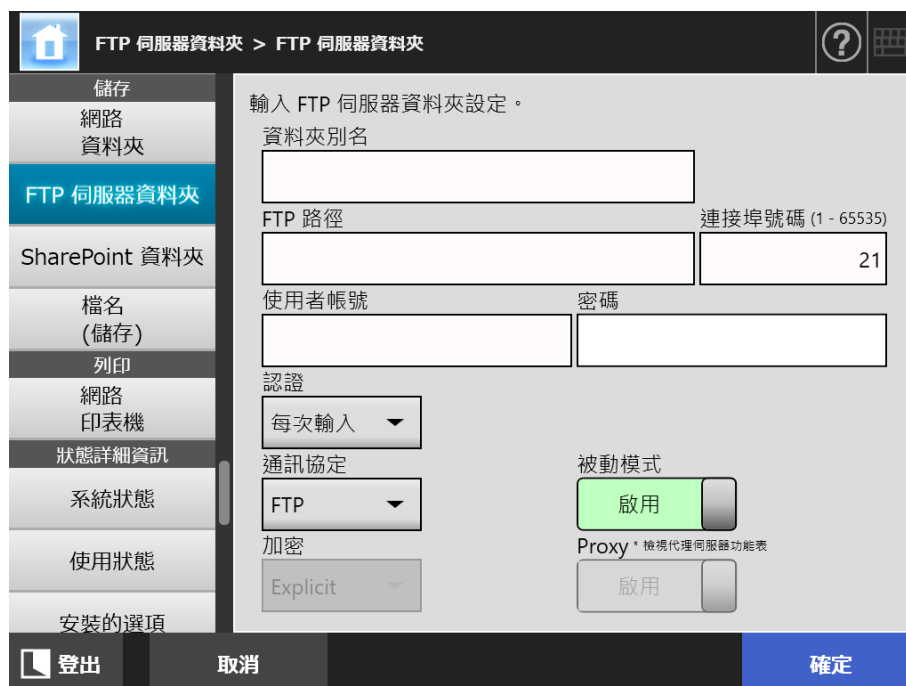 FTP 伺服器資料夾 > FTP 伺服器資料夾
?
儲存
網路
資料夾
FTP 伺服器資料夾
SharePoint 資料夾
檔名
(儲存)
列印
網路
印表機
狀態詳細資訊
系統狀態
使用狀態
安裝的選項
輸入 FTP 伺服器資料夾設定。
資料夾別名
FTP 路徑
連接埠號碼 (1 - 65535)
21
使用者帳號
密碼
認證
每次輸入
通訊協定
被動模式
FTP
啟用
加密
Proxy * 檢視代理伺服器功能表
Explicit
啟用
登出
取消
確定